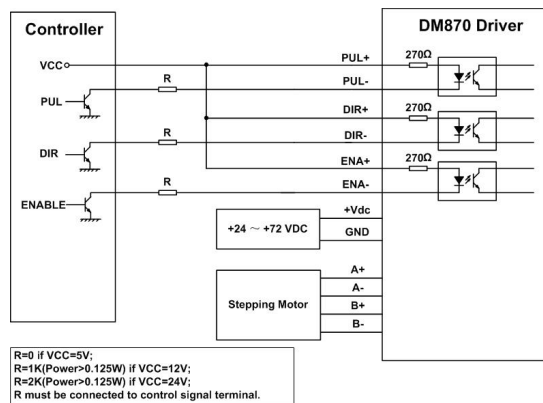 Controller
DM870 Driver
VCC
PUL+
270Ω
R
PUL-
PUL
DIR+
270Ω
R
DIR-
DIR
ENA+
270Ω
R
ENA-
ENABLE
+Vdc
+24 ～ +72 VDC
GND
A+
A-
Stepping Motor
B+
B-
R=0 if VCC=5V;
R=1K(Power>0.125W) if VCC=12V;
R=2K(Power>0.125W) if VCC=24V;
R must be connected to control signal terminal.